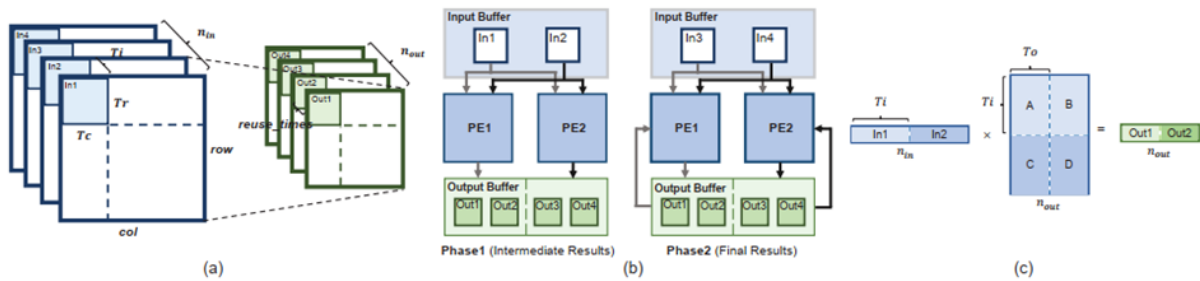 In4
In3
In2
In1
Ti
Tr
Tc
n_in
row
col
Out4
Out3
Out2
Out1
n_out
reuse_times
(a)
Input Buffer
In1
In2
PE1
PE2
Output Buffer
Out1
Out2
Out3
Out4
Phase1 (Intermediate Results)
Input Buffer
In3
In4
PE1
PE2
Output Buffer
Out1
Out2
Out3
Out4
Phase2 (Final Results)
(b)
Ti
In1
In2
n_in
×
To
Ti
A
B
C
D
n_out
=
Out1
Out2
n_out
(c)